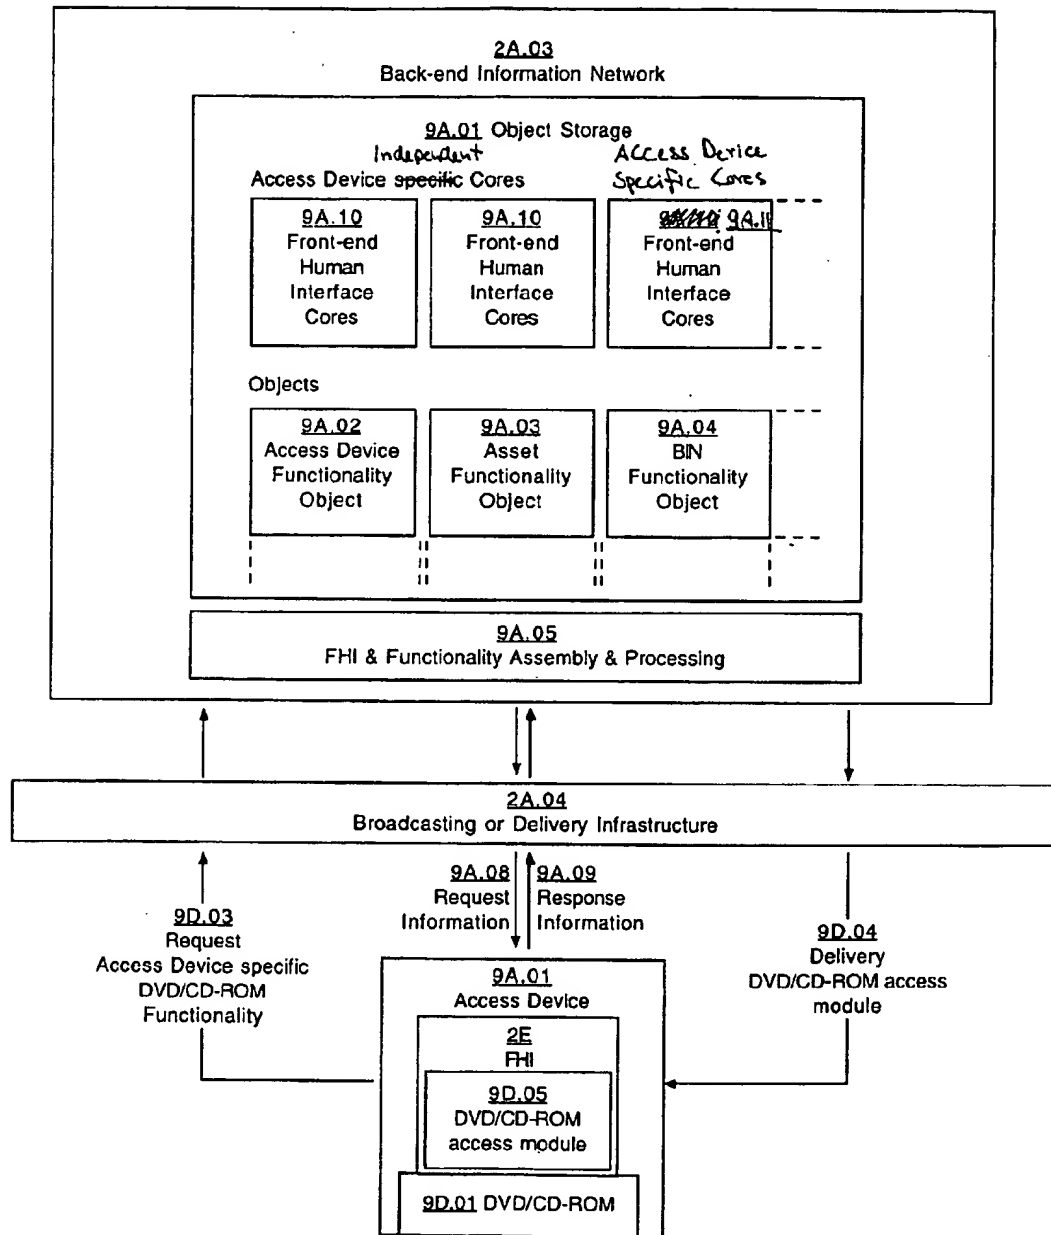 2A.03
Back-end Information Network
9A.01 Object Storage
Independent
Access Device specific Cores
Access Device
Specific Cores
9A.10
Front-end
Human
Interface
Cores
9A.10
Front-end
Human
Interface
Cores
9A.11
Front-end
Human
Interface
Cores
Objects
9A.02
Access Device
Functionality
Object
9A.03
Asset
Functionality
Object
9A.04
BIN
Functionality
Object
9A.05
FHI & Functionality Assembly & Processing
2A.04
Broadcasting or Delivery Infrastructure
9A.08
Request
Information
9A.09
Response
Information
9D.03
Request
Access Device specific
DVD/CD-ROM
Functionality
9D.04
Delivery
DVD/CD-ROM access
module
9A.01
Access Device
2E
FHI
9D.05
DVD/CD-ROM
access module
9D.01 DVD/CD-ROM